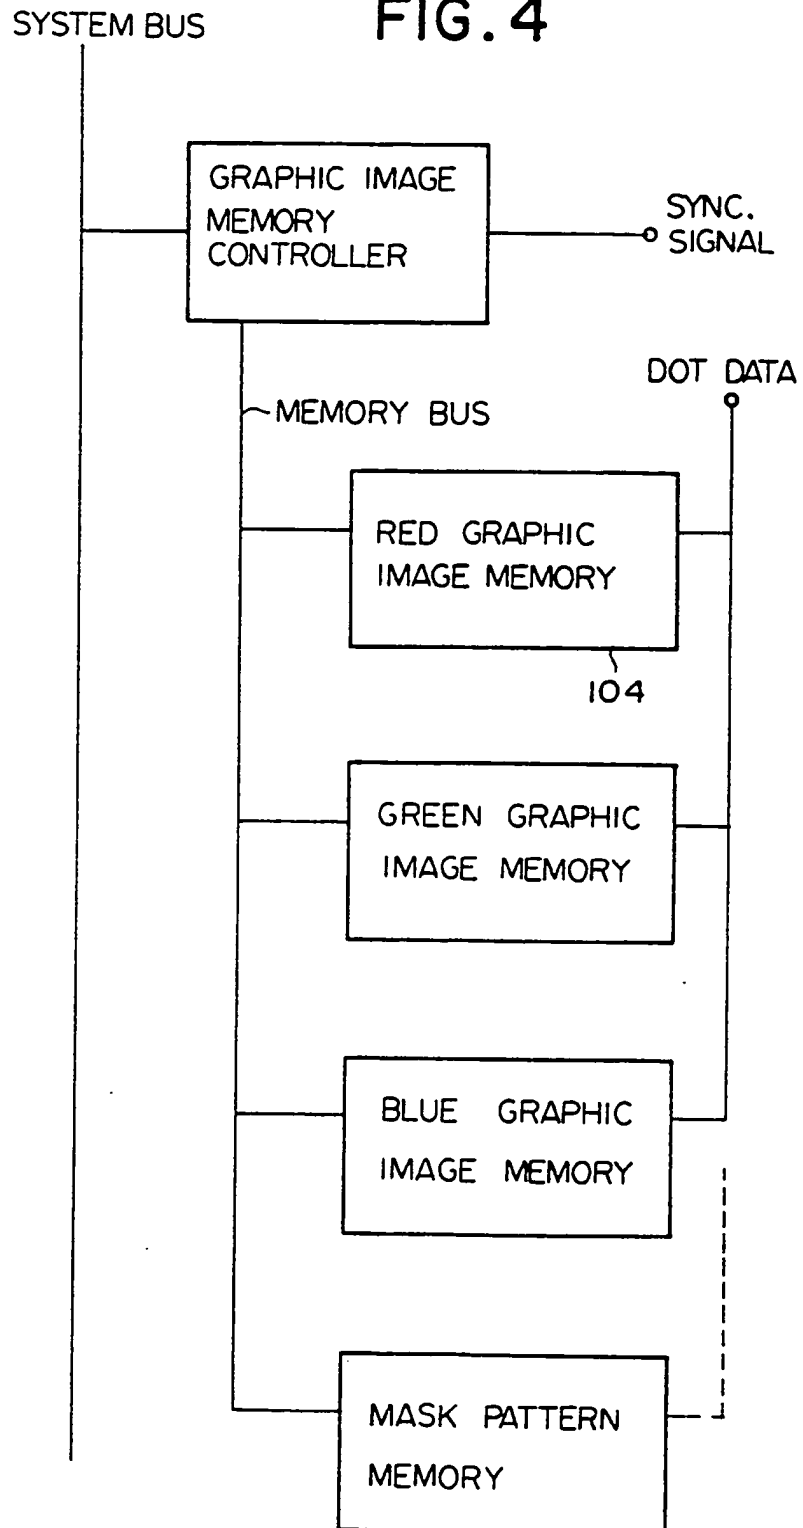 SYSTEM BUS
FIG. 4
GRAPHIC IMAGE
MEMORY
CONTROLLER
SYNC.
SIGNAL
DOT DATA
MEMORY BUS
RED GRAPHIC
IMAGE MEMORY
104
GREEN GRAPHIC
IMAGE MEMORY
BLUE GRAPHIC
IMAGE MEMORY
MASK PATTERN
MEMORY